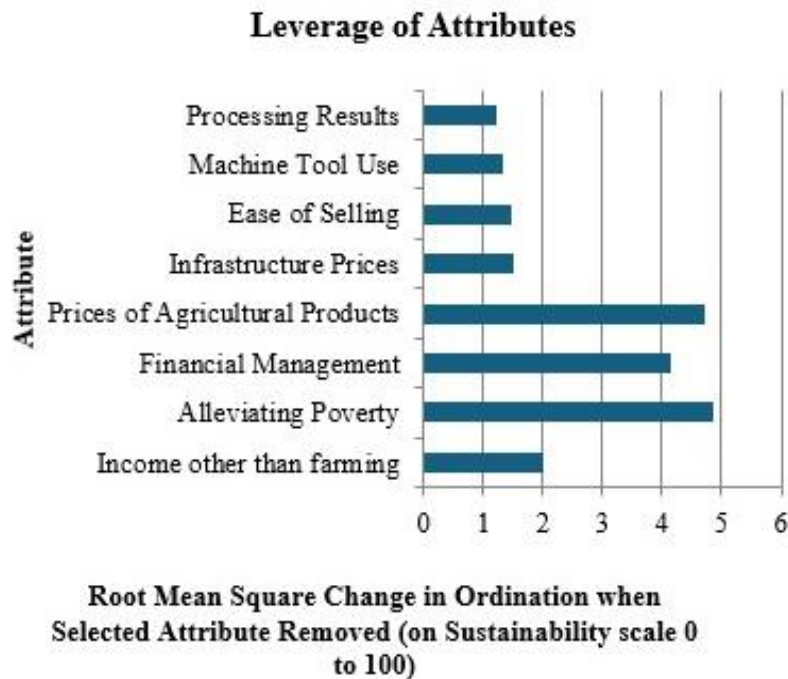 Leverage of Attributes
Attribute
Processing Results
Machine Tool Use
Ease of Selling
Infrastructure Prices
Prices of Agricultural Products
Financial Management
Alleviating Poverty
Income other than farming
0 1 2 3 4 5 6
Root Mean Square Change in Ordination when
Selected Attribute Removed (on Sustainability scale 0
to 100)